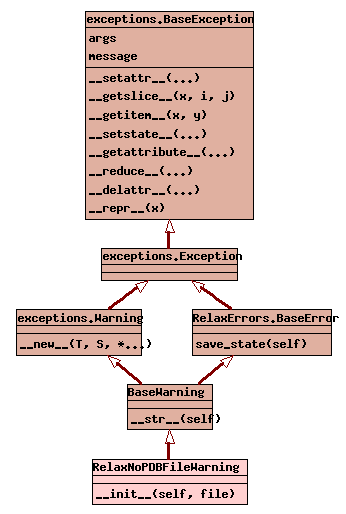 exceptions.BaseException
args
message
__setattr__(...)
__getslice__(x, i, j)
__getitem__(x, y)
__setstate__(...)
__getattribute__(...)
__reduce__(...)
__delattr__(...)
__repr__(x)
exceptions.Exception
exceptions.Warning
__new__(T, S, *...)
RelaxErrors.BaseError
save_state(self)
BaseWarning
__str__(self)
RelaxNoPDBFileWarning
__init__(self, file)